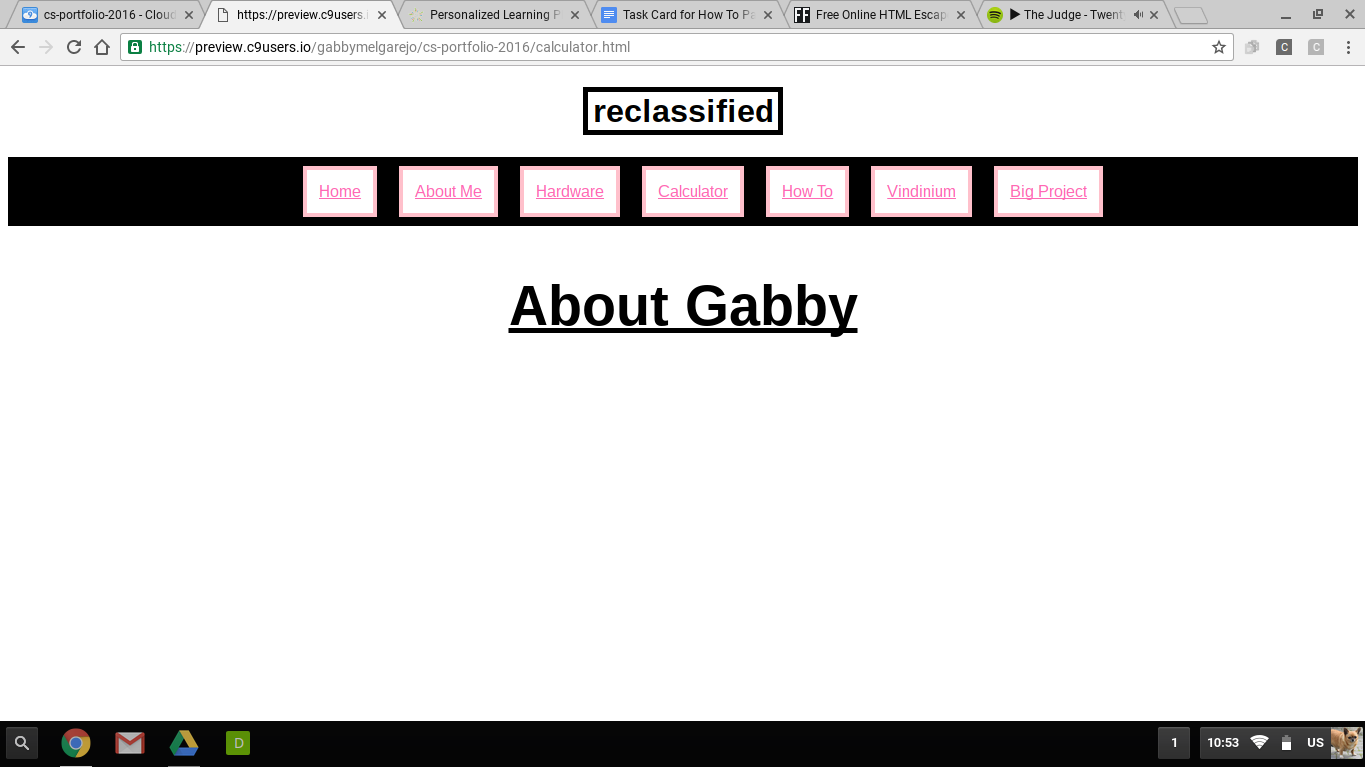 cs-portfolio-2016 - Cloud
https://preview.c9users.i
Personalized Learning P
Task Card for How To Pa
Free Online HTML Escap
▶ The Judge - Twent
https://preview.c9users.io/gabbymelgarejo/cs-portfolio-2016/calculator.html
C
C
reclassified
Home
About Me
Hardware
Calculator
How To
Vindinium
Big Project
About Gabby
D
1
10:53
US